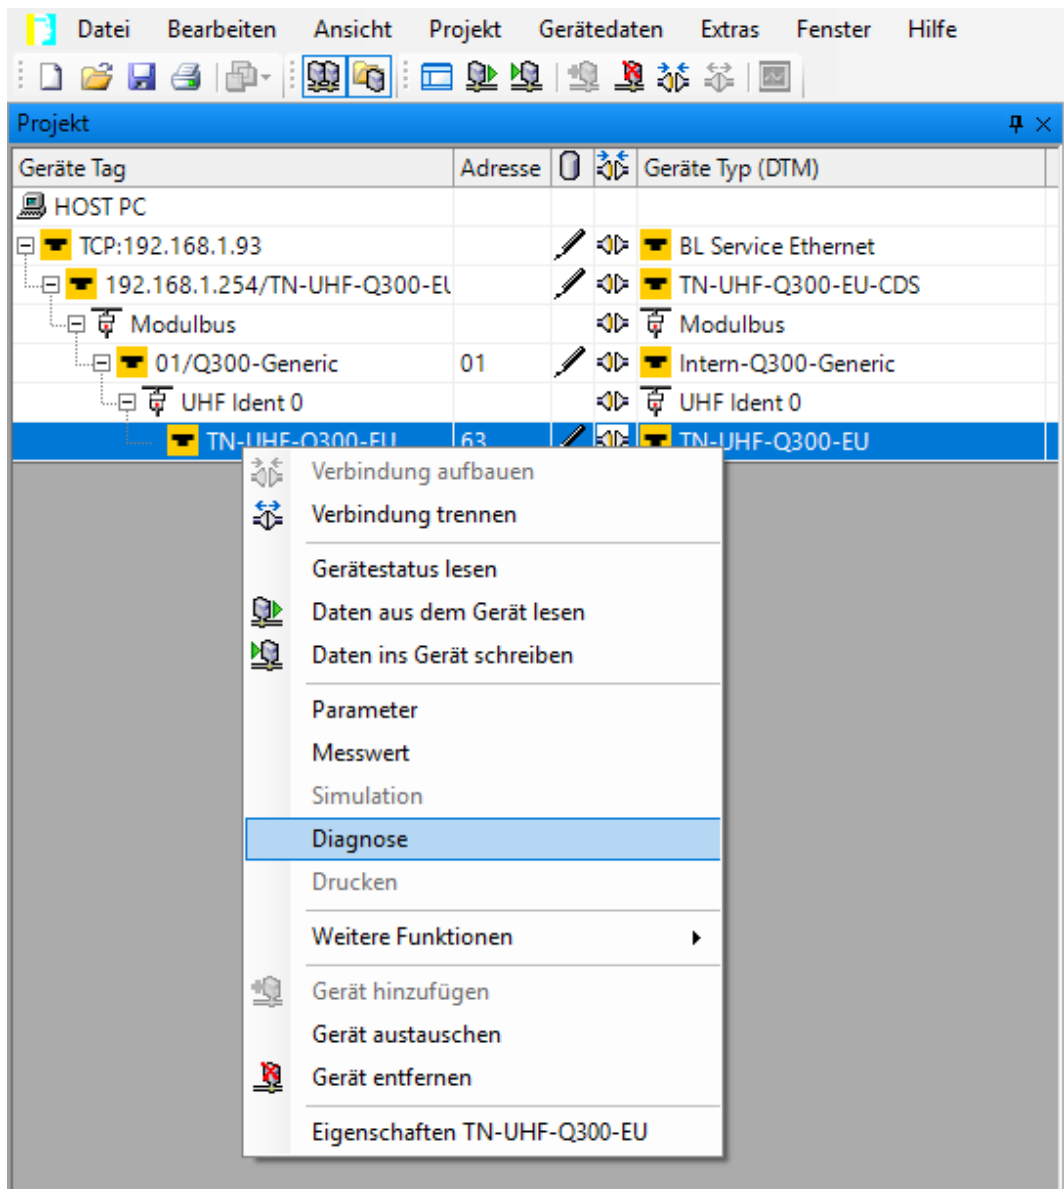 Datei Bearbeiten Ansicht Projekt Gerätedaten Extras Fenster Hilfe
Projekt
Geräte Tag Adresse Geräte Typ (DTM)
HOST PC
TCP:192.168.1.93 BL Service Ethernet
192.168.1.254/TN-UHF-Q300-EU TN-UHF-Q300-EU-CDS
Modulbus Modulbus
01/Q300-Generic 01 Intern-Q300-Generic
UHF Ident 0 UHF Ident 0
TN-UHF-Q300-EU 63 TN-UHF-Q300-EU
Verbindung aufbauen
Verbindung trennen
Gerätestatus lesen
Daten aus dem Gerät lesen
Daten ins Gerät schreiben
Parameter
Messwert
Simulation
Diagnose
Drucken
Weitere Funktionen
Gerät hinzufügen
Gerät austauschen
Gerät entfernen
Eigenschaften TN-UHF-Q300-EU